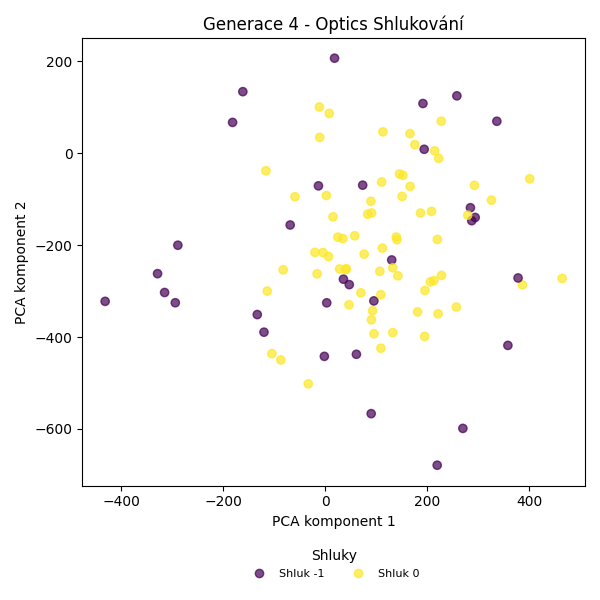 Generace 4 - Optics Shlukování
200
0
−200
−400
−600
PCA komponent 2
−400
−200
0
200
400
PCA komponent 1
Shluky
Shluk -1
Shluk 0